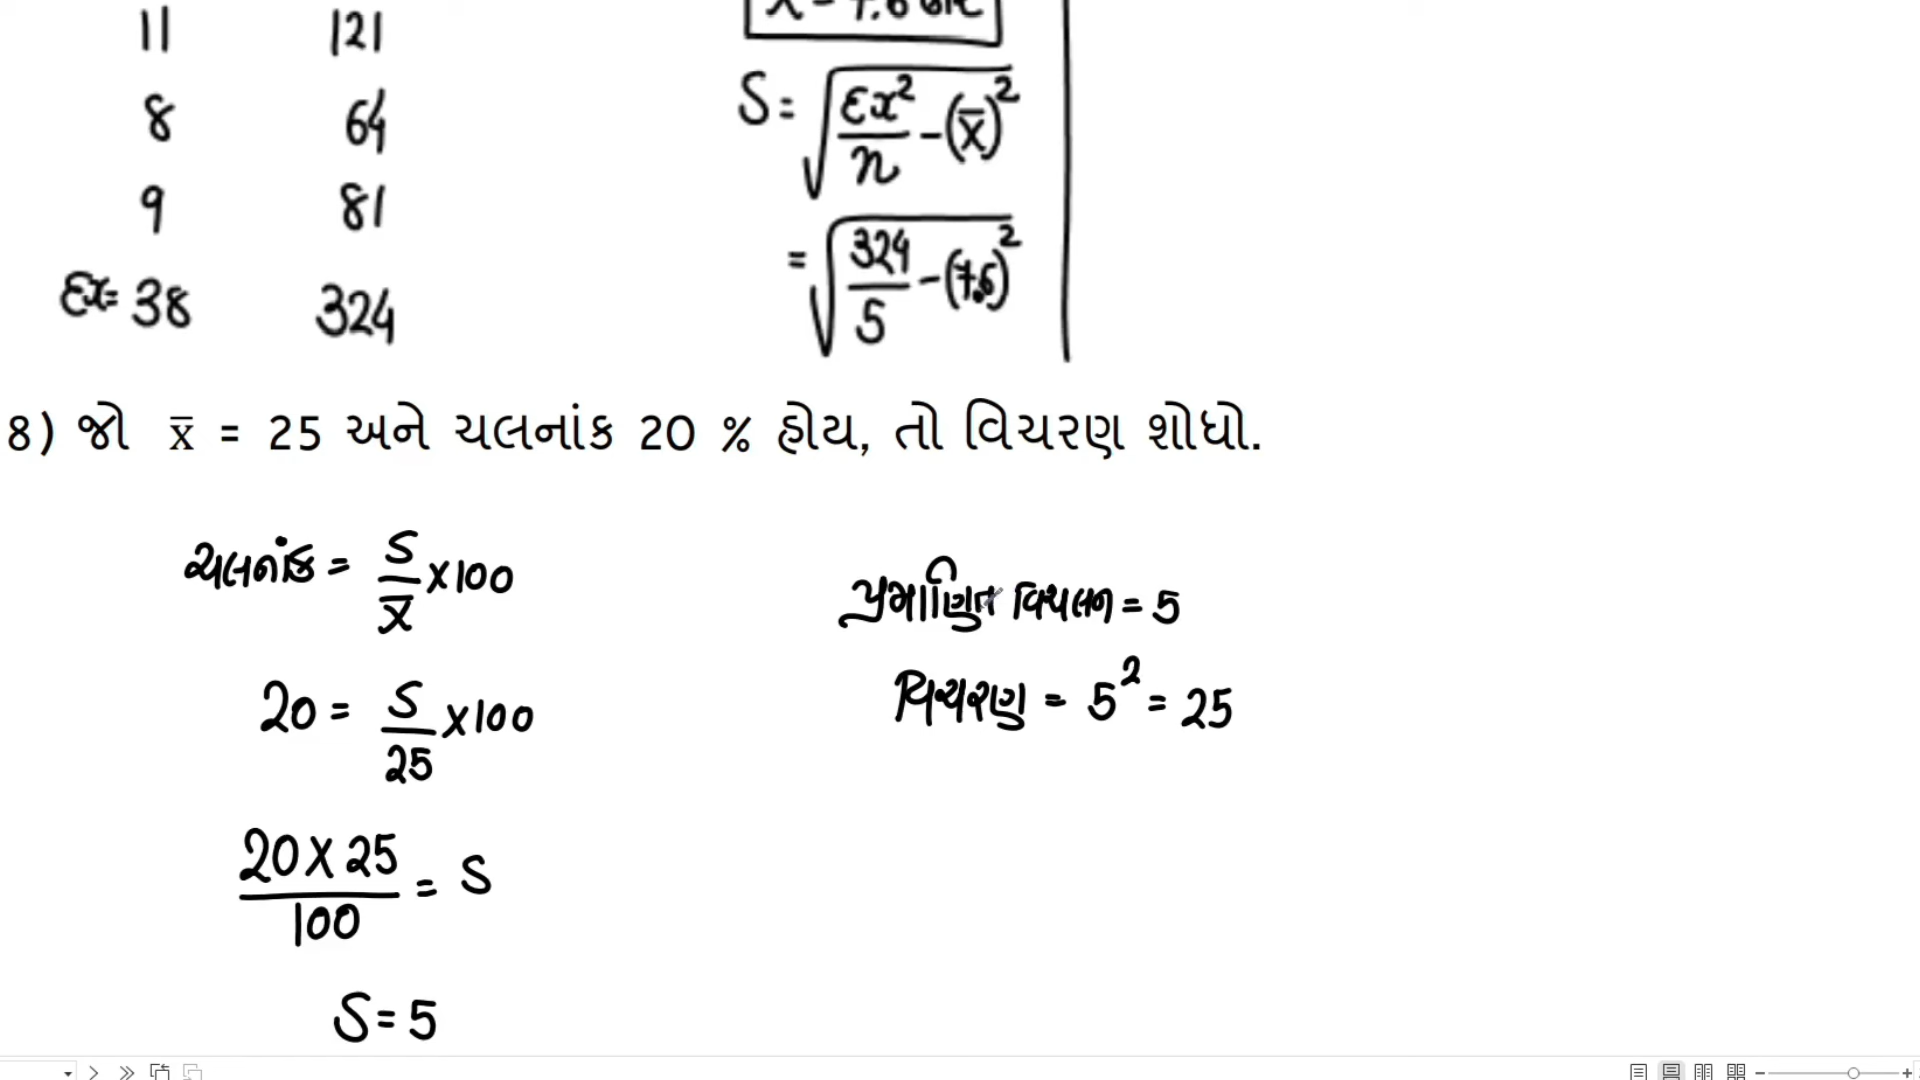 11 121
8 64
9 81
Σx= 38 324
S = √(Σx²/n - (x̄)²)
= √(324/5 - (7.6)²)
8) જો x̄ = 25 અને ચલનાંક 20 % હોય, તો વિચરણ શોધો.
ચલનાંક = S/x̄ × 100
20 = S/25 × 100
20 × 25/100 = S
S = 5
પ્રમાણિત વિચલન = 5
વિચરણ = 5² = 25